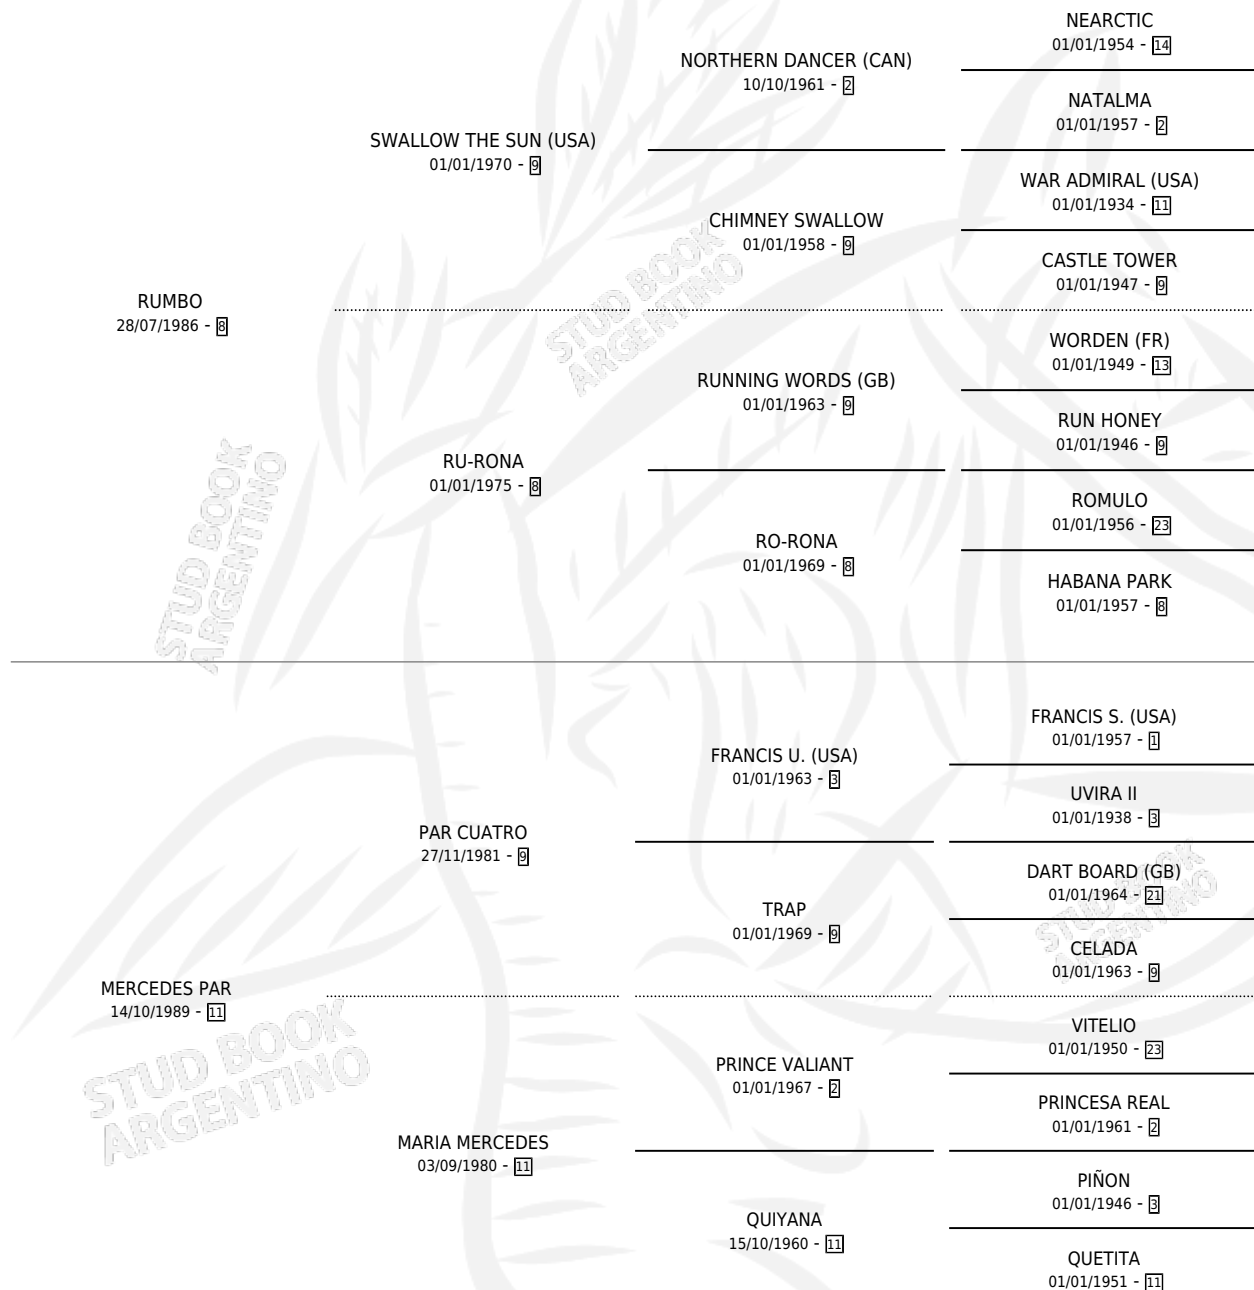 NEARCTIC
01/01/1954 - 14
NORTHERN DANCER (CAN)
10/10/1961 - 2
NATALMA
01/01/1957 - 2
SWALLOW THE SUN (USA)
01/01/1970 - 9
WAR ADMIRAL (USA)
01/01/1934 - 11
CHIMNEY SWALLOW
01/01/1958 - 9
CASTLE TOWER
01/01/1947 - 9
RUMBO
28/07/1986 - 8
WORDEN (FR)
01/01/1949 - 13
RUNNING WORDS (GB)
01/01/1963 - 9
RUN HONEY
01/01/1946 - 9
RU-RONA
01/01/1975 - 8
ROMULO
01/01/1956 - 23
RO-RONA
01/01/1969 - 8
HABANA PARK
01/01/1957 - 8
FRANCIS S. (USA)
01/01/1957 - 1
FRANCIS U. (USA)
01/01/1963 - 3
UVIRA II
01/01/1938 - 3
PAR CUATRO
27/11/1981 - 9
DART BOARD (GB)
01/01/1964 - 21
TRAP
01/01/1969 - 9
CELADA
01/01/1963 - 9
MERCEDES PAR
14/10/1989 - 11
VITELIO
01/01/1950 - 23
PRINCE VALIANT
01/01/1967 - 2
PRINCESA REAL
01/01/1961 - 2
MARIA MERCEDES
03/09/1980 - 11
PIÑON
01/01/1946 - 3
QUIYANA
15/10/1960 - 11
QUETITA
01/01/1951 - 11
STUD BOOK
ARGENTINO
STUD BOOK
ARGENTINO
STUD BOOK
ARGENTINO
STUD BOOK
ARGENTINO